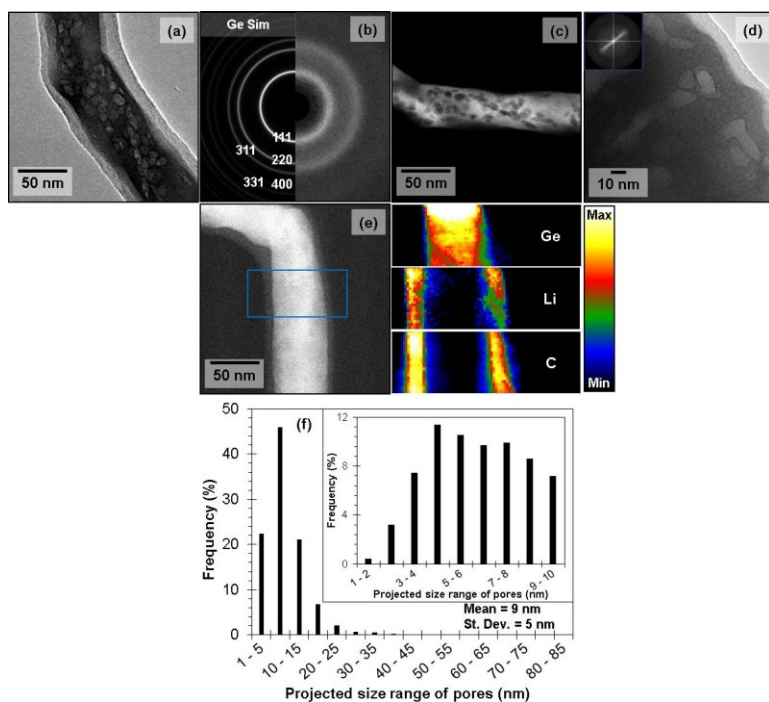 (a)
50 nm
Ge Sim
(b)
111
311
220
331
400
(c)
50 nm
(d)
10 nm
(e)
50 nm
Ge
Li
C
Max
Min
(f)
Frequency (%)
50
40
30
20
10
0
1 - 5
10 - 15
20 - 25
30 - 35
40 - 45
50 - 55
60 - 65
70 - 75
80 - 85
Projected size range of pores (nm)
Frequency (%)
12
8
4
0
1 - 2
3 - 4
5 - 6
7 - 8
9 - 10
Projected size range of pores (nm)
Mean = 9 nm
St. Dev. = 5 nm